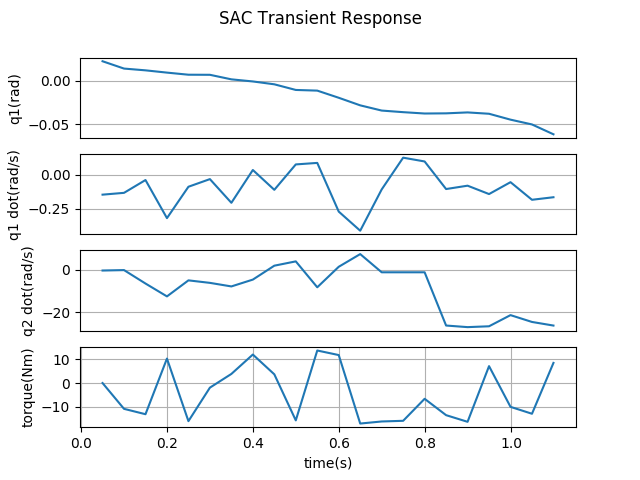 SAC Transient Response
q1(rad)
0.00
−0.05
q1 dot(rad/s)
0.00
−0.25
q2 dot(rad/s)
0
−20
torque(Nm)
10
0
−10
0.0 0.2 0.4 0.6 0.8 1.0
time(s)